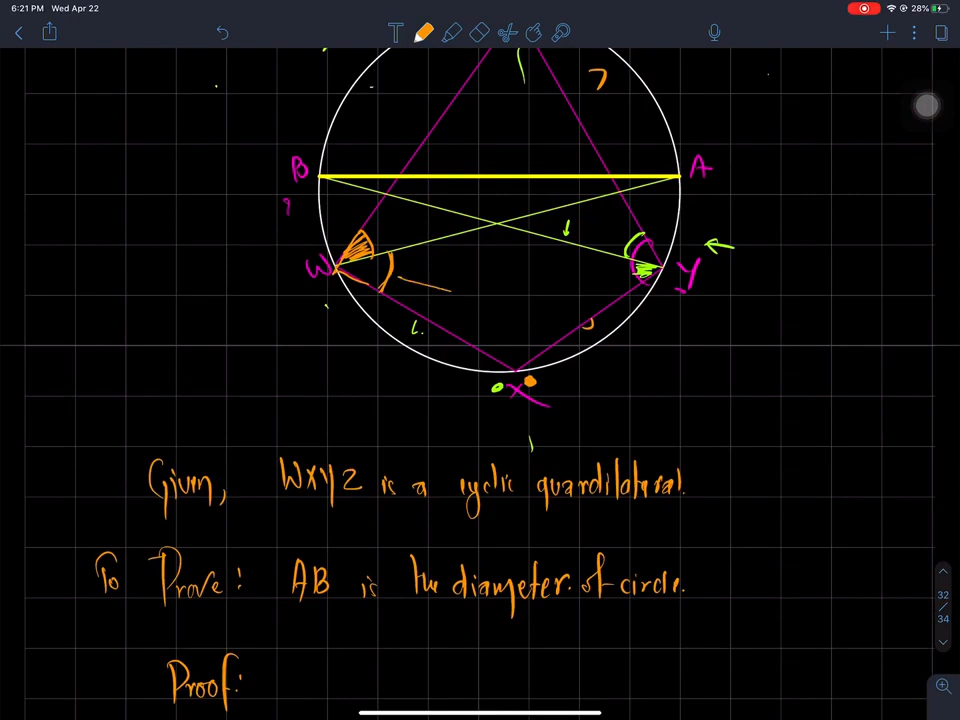 6:21 PM Wed Apr 22
28%
B
A
W
Y
X
Given, WXYZ is a cyclic quardilateral.
To Prove: AB is the diameter of circle.
32
/
34
Proof: